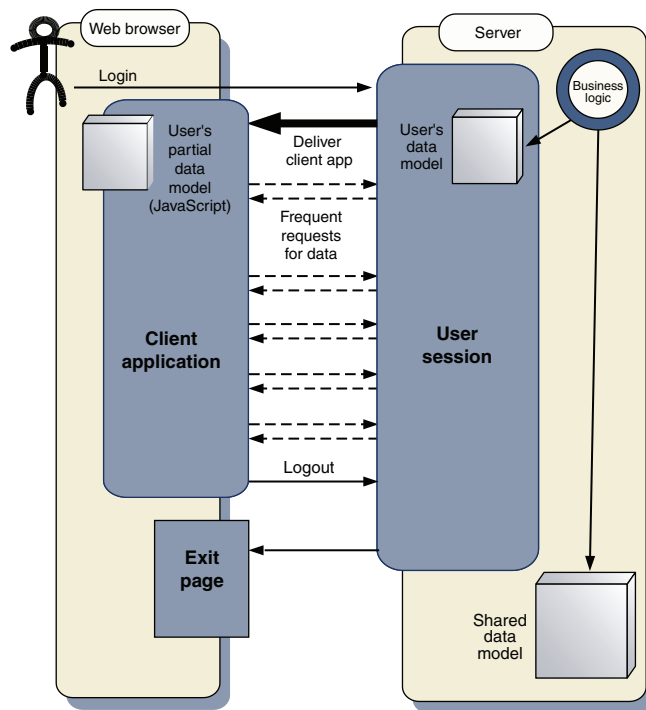 Web browser
Server
Login
Business
logic
User's
partial
data
model
(JavaScript)
Deliver
client app
User's
data
model
Frequent
requests
for data
Client
application
User
session
Logout
Exit
page
Shared
data
model